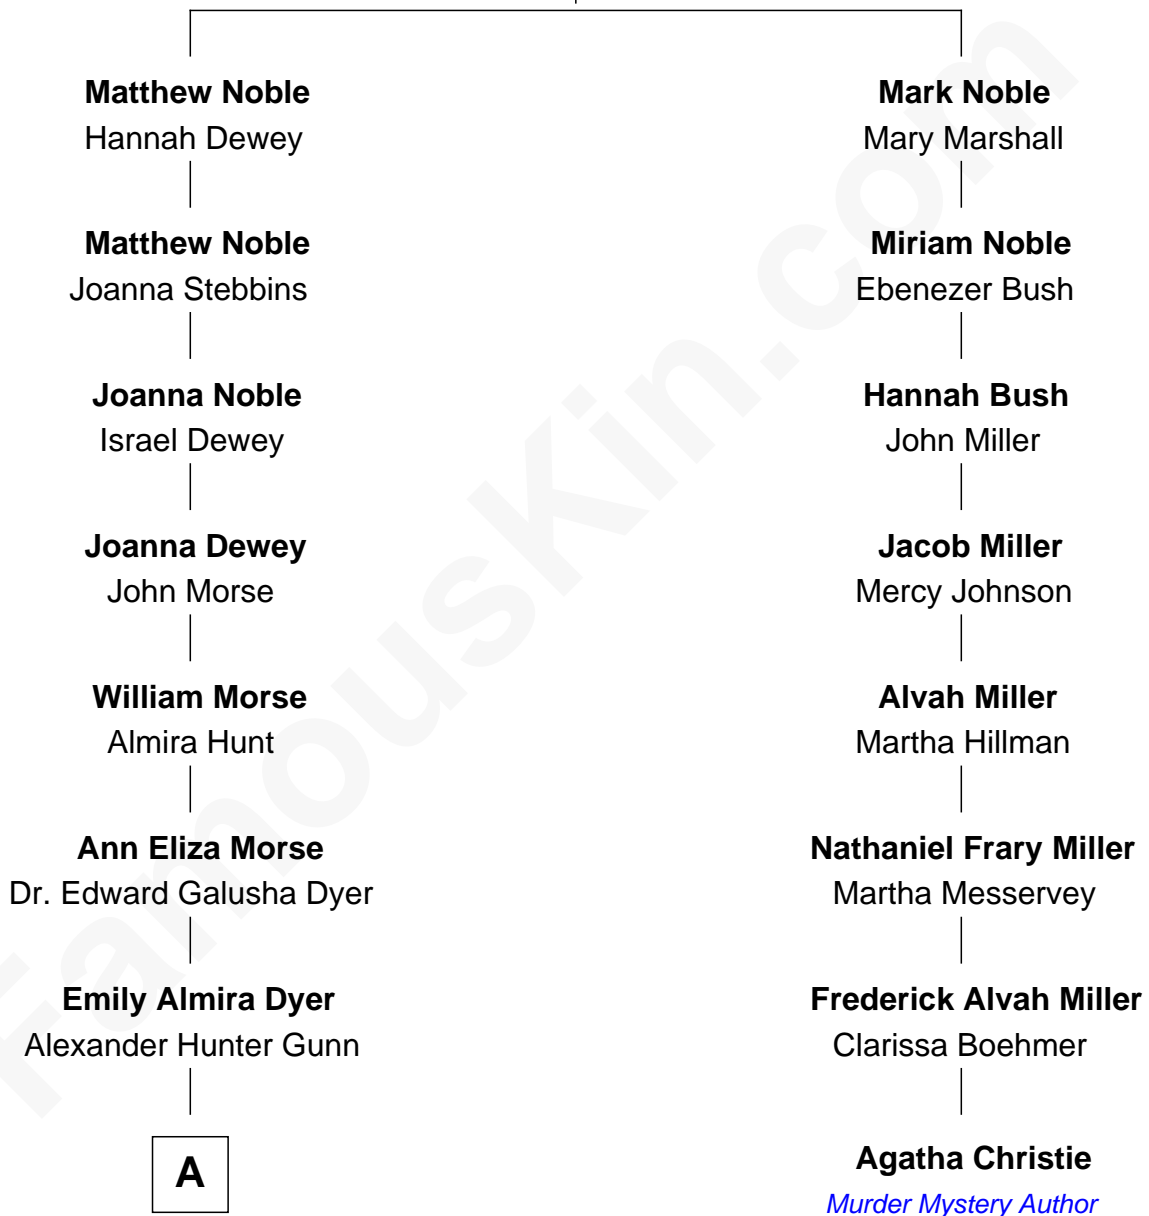 Matthew Noble
Hannah Dewey
Mark Noble
Mary Marshall
Matthew Noble
Joanna Stebbins
Miriam Noble
Ebenezer Bush
Joanna Noble
Israel Dewey
Hannah Bush
John Miller
Joanna Dewey
John Morse
Jacob Miller
Mercy Johnson
William Morse
Almira Hunt
Alvah Miller
Martha Hillman
Ann Eliza Morse
Dr. Edward Galusha Dyer
Nathaniel Frary Miller
Martha Messervey
Emily Almira Dyer
Alexander Hunter Gunn
Frederick Alvah Miller
Clarissa Boehmer
A
Agatha Christie
Murder Mystery Author
FamousKin.com